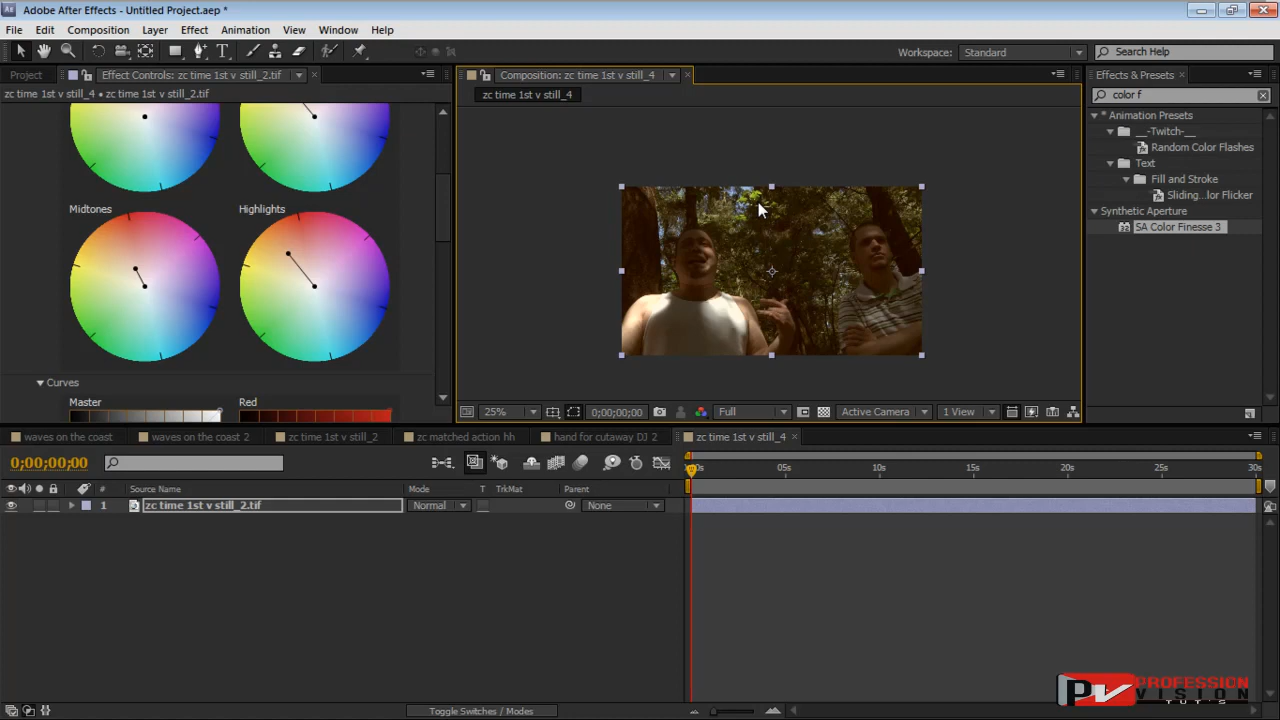 Adobe After Effects - Untitled Project.aep *
File Edit Composition Layer Effect Animation View Window Help
Workspace: Standard Search Help
Project Effect Controls: zc time 1st v still_2.tif Composition: zc time 1st v still_4 Effects & Presets
zc time 1st v still_4 • zc time 1st v still_2.tif zc time 1st v still_4 color f
* Animation Presets
__-Twitch-__
Random Color Flashes
Text
Fill and Stroke
Sliding...lor Flicker
Synthetic Aperture
SA Color Finesse 3
Midtones Highlights
Curves
Master Red
25% 0;00;00;00 Full Active Camera 1 View
waves on the coast waves on the coast 2 zc time 1st v still_2 zc matched action hh hand for cutaway DJ 2 zc time 1st v still_4
0;00;00;00
05s 10s 15s 20s 25s 30s
# Source Name Mode T TrkMat Parent
1 zc time 1st v still_2.tif Normal None
Toggle Switches / Modes
PV PROFESSION
VISION
TUT'S